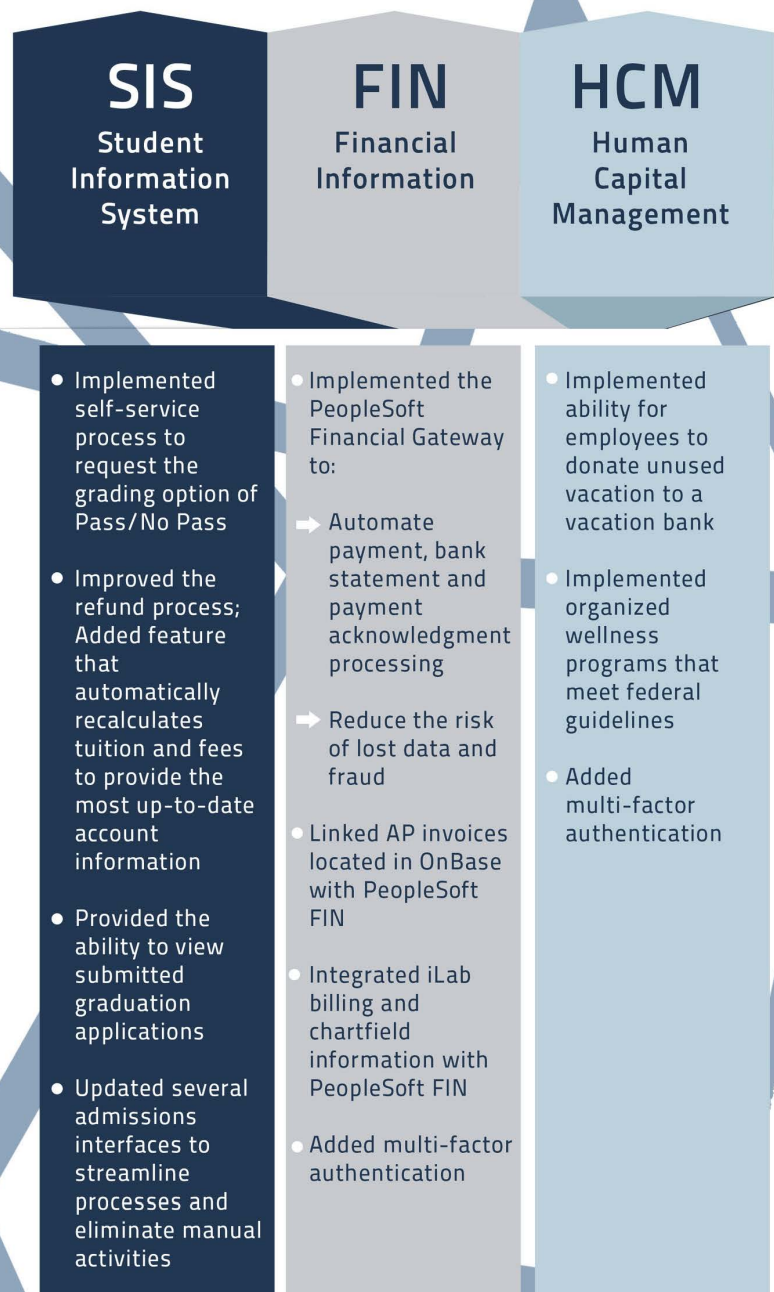 SIS
Student
Information
System
FIN
Financial
Information
HCM
Human
Capital
Management
Implemented
self-service
process to
request the
grading option of
Pass/No Pass
Improved the
refund process;
Added feature
that
automatically
recalculates
tuition and fees
to provide the
most up-to-date
account
information
Provided the
ability to view
submitted
graduation
applications
Updated several
admissions
interfaces to
streamline
processes and
eliminate manual
activities
Implemented the
PeopleSoft
Financial Gateway
to:
Automate
payment, bank
statement and
payment
acknowledgment
processing
Reduce the risk
of lost data and
fraud
Linked AP invoices
located in OnBase
with PeopleSoft
FIN
Integrated iLab
billing and
chartfield
information with
PeopleSoft FIN
Added multi-factor
authentication
Implemented
ability for
employees to
donate unused
vacation to a
vacation bank
Implemented
organized
wellness
programs that
meet federal
guidelines
Added
multi-factor
authentication